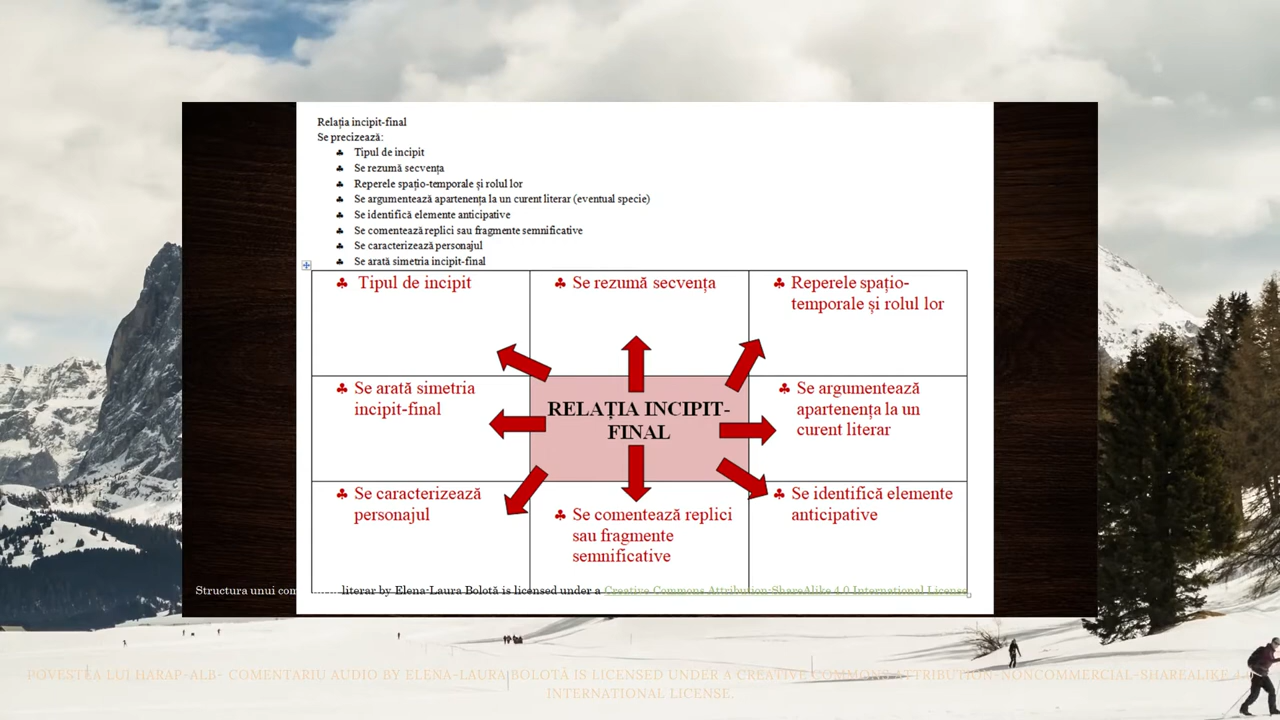 Relația incipit-final
Se precizează:
♣ Tipul de incipit
♣ Se rezumă secvența
♣ Reperele spațio-temporale și rolul lor
♣ Se argumentează apartenența la un curent literar (eventual specie)
♣ Se identifică elemente anticipative
♣ Se comentează replici sau fragmente semnificative
♣ Se caracterizează personajul
♣ Se arată simetria incipit-final
♣ Tipul de incipit
♣ Se rezumă secvența
♣ Reperele spațio-
temporale și rolul lor
♣ Se arată simetria
incipit-final
RELAȚIA INCIPIT-
FINAL
♣ Se argumentează
apartenența la un
curent literar
♣ Se caracterizează
personajul
♣ Se comentează replici
sau fragmente
semnificative
♣ Se identifică elemente
anticipative
Structura unui com literar by Elena-Laura Bolotă is licensed under a Creative Commons Attribution-ShareAlike 4.0 International License.
POVESTEA LUI HARAP-ALB- COMENTARIU AUDIO BY ELENA-LAURA BOLOTĂ IS LICENSED UNDER A CREATIVE COMMONS ATTRIBUTION-NONCOMMERCIAL-SHAREALIKE
INTERNATIONAL LICENSE.